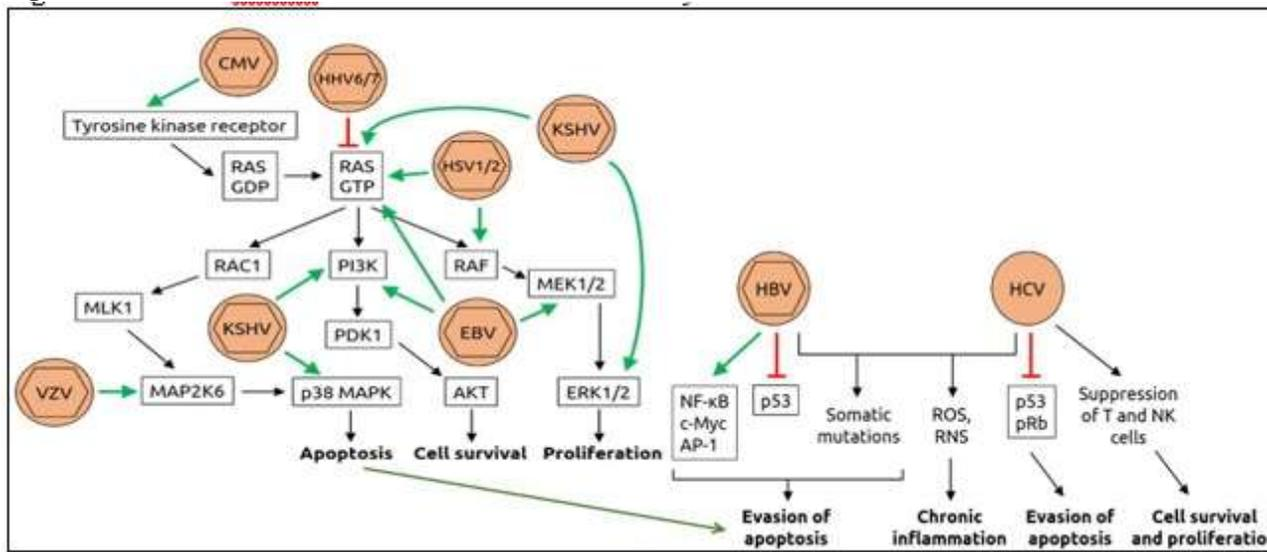 CMV
HHV6/7
KSHV
Tyrosine kinase receptor
RAS
GDP
RAS
GTP
HSV1/2
RAC1
PI3K
RAF
MEK1/2
HBV
HCV
MLK1
KSHV
PDK1
EBV
VZV
MAP2K6
p38 MAPK
AKT
ERK1/2
NF-κB
c-Myc
AP-1
p53
Somatic
mutations
ROS,
RNS
p53
pRb
Suppression
of T and NK
cells
Apoptosis
Cell survival
Proliferation
Evasion of
apoptosis
Chronic
inflammation
Evasion of
apoptosis
Cell survival
and proliferatio